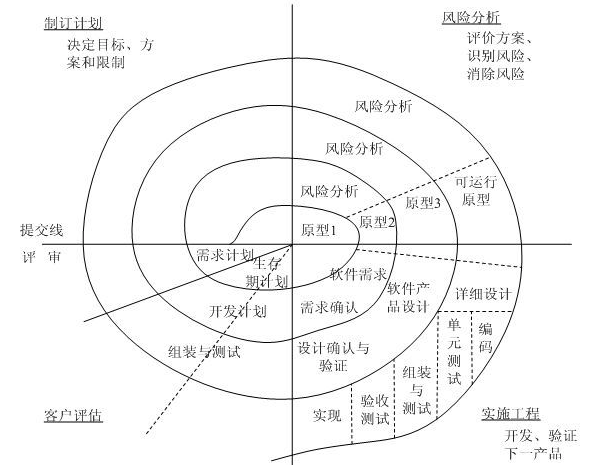 制订计划
决定目标、方
案和限制
风险分析
评价方案、
识别风险、
消除风险
风险分析
风险分析
风险分析
可运行
原型
原型3
原型2
原型1
提交线
评 审
需求计划
生存
期计划
软件需求
软件产
品设计
详细设计
开发计划
需求确认
组装与测试
设计确认与
验证
单
元
测
试
编
码
组装
与
测试
验收
测试
实现
客户评估
实施工程
开发、验证
下一产品